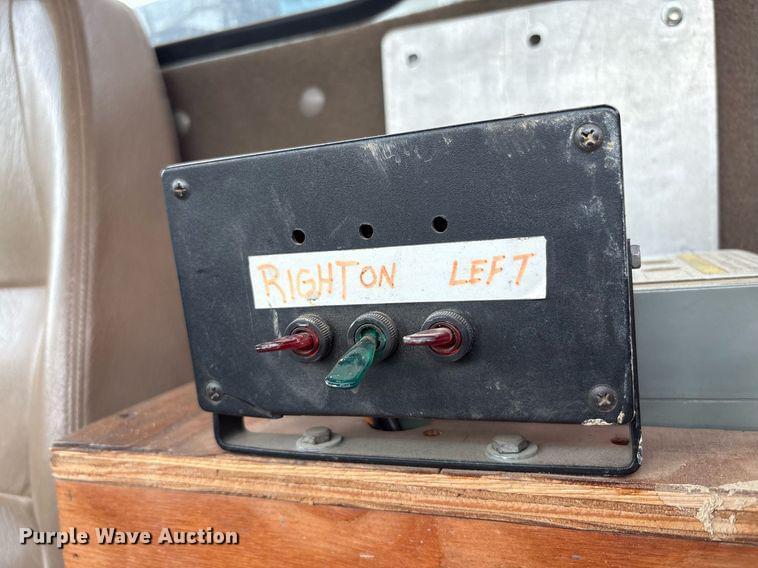 RIGHT ON LEFT
Purple Wave Auction